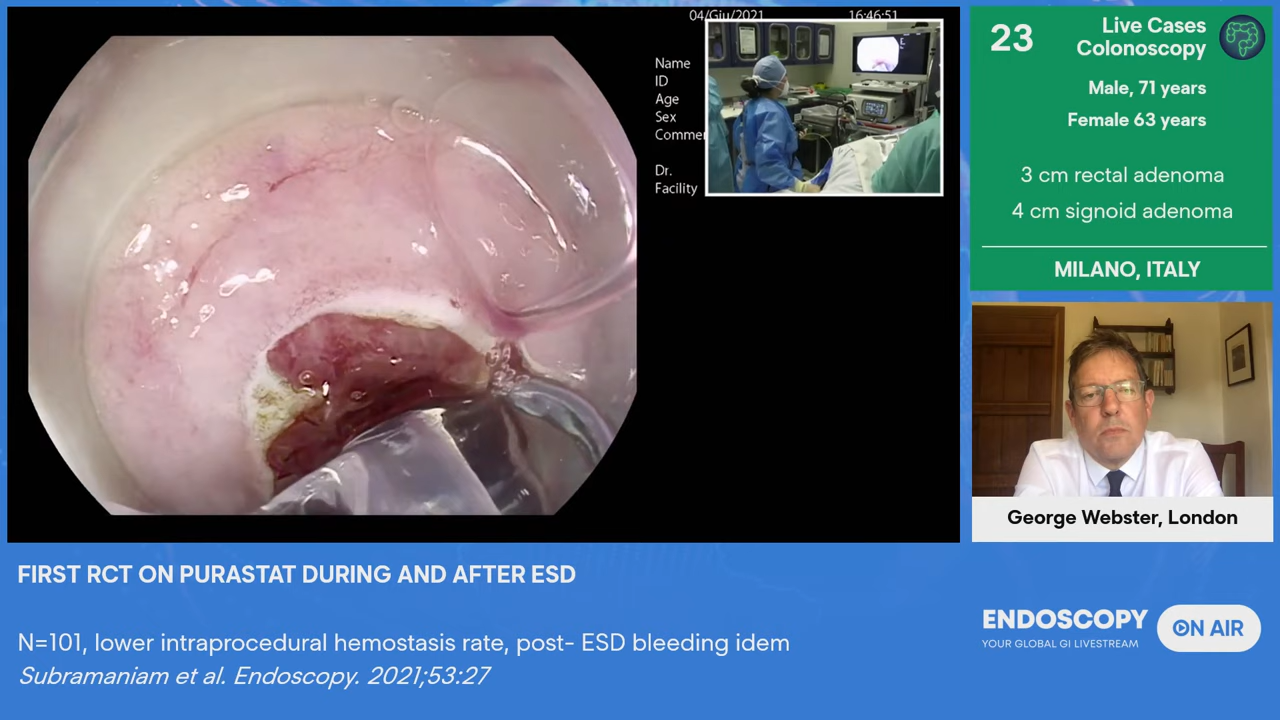 04/Giu/2021 16:46:51
Name
ID
Age
Sex
Commer
Dr.
Facility
23
Live Cases
Colonoscopy
Male, 71 years
Female 63 years
3 cm rectal adenoma
4 cm signoid adenoma
MILANO, ITALY
George Webster, London
FIRST RCT ON PURASTAT DURING AND AFTER ESD
N=101, lower intraprocedural hemostasis rate, post- ESD bleeding idem
Subramaniam et al. Endoscopy. 2021;53:27
ENDOSCOPY
YOUR GLOBAL GI LIVESTREAM
ON AIR